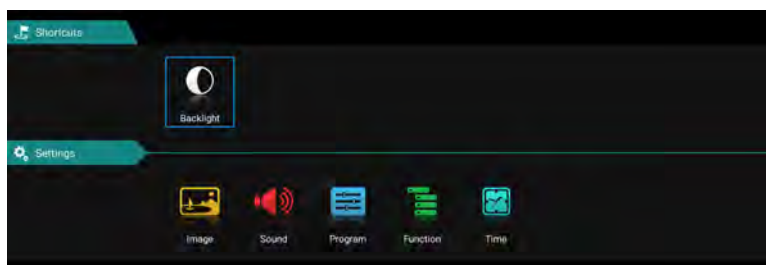 Shortcuts
Backlight
Settings
Image Sound Program Function Time